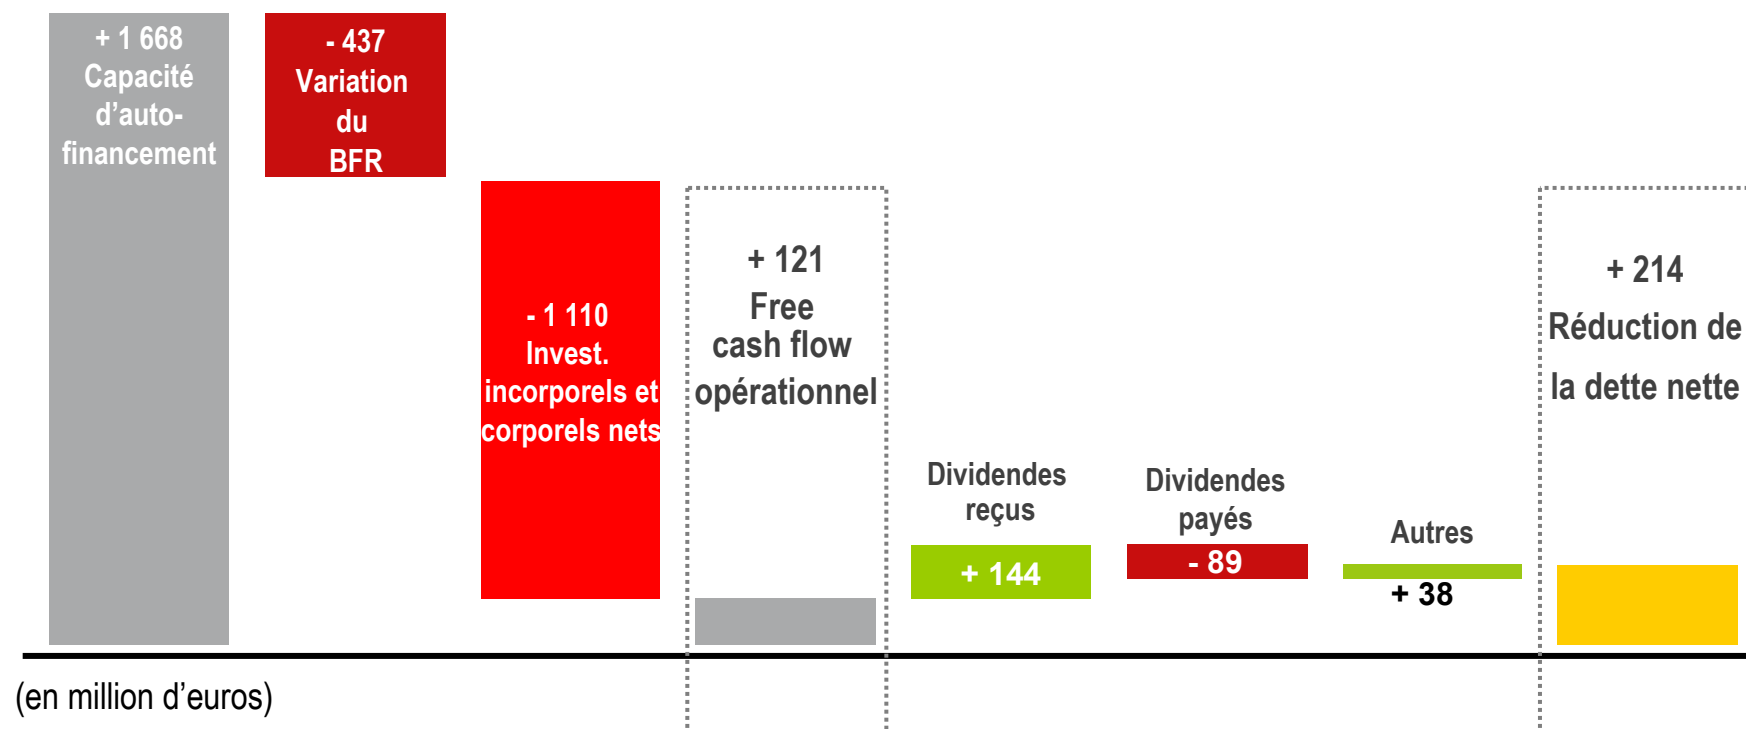 + 1 668
Capacité
d’auto-
financement
- 437
Variation
du
BFR
- 1 110
Invest.
incorporels et
corporels nets
+ 121
Free
cash flow
opérationnel
Dividendes
reçus
+ 144
Dividendes
payés
- 89
Autres
+ 38
+ 214
Réduction de
la dette nette
(en million d’euros)